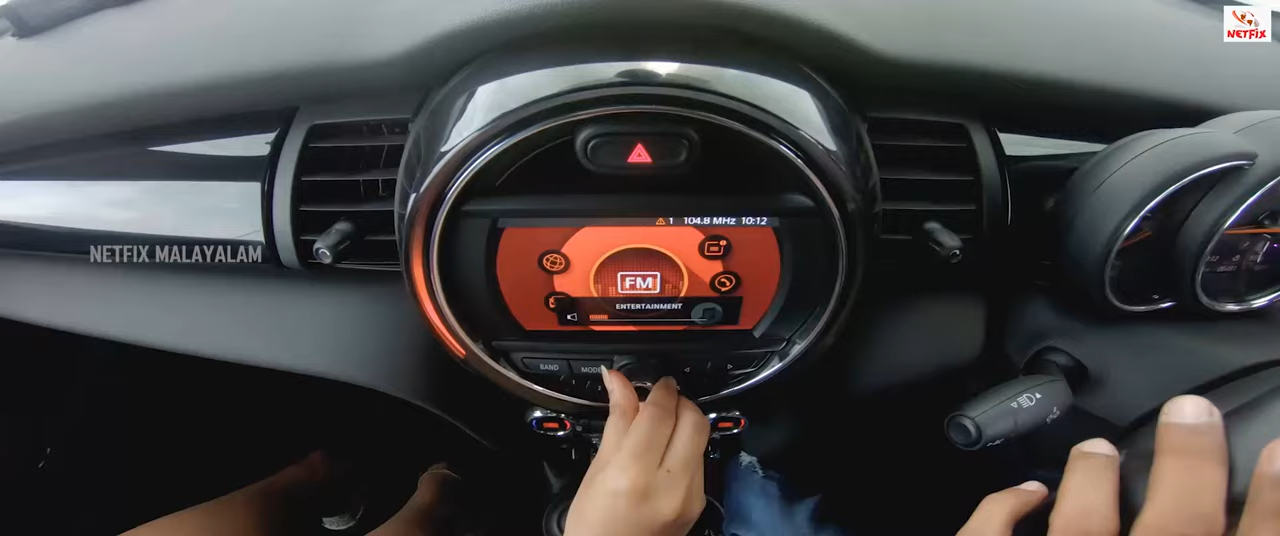 NETFIX
NETFIX MALAYALAM
1 104.8 MHz 10:12
FM
ENTERTAINMENT
BAND
MODE